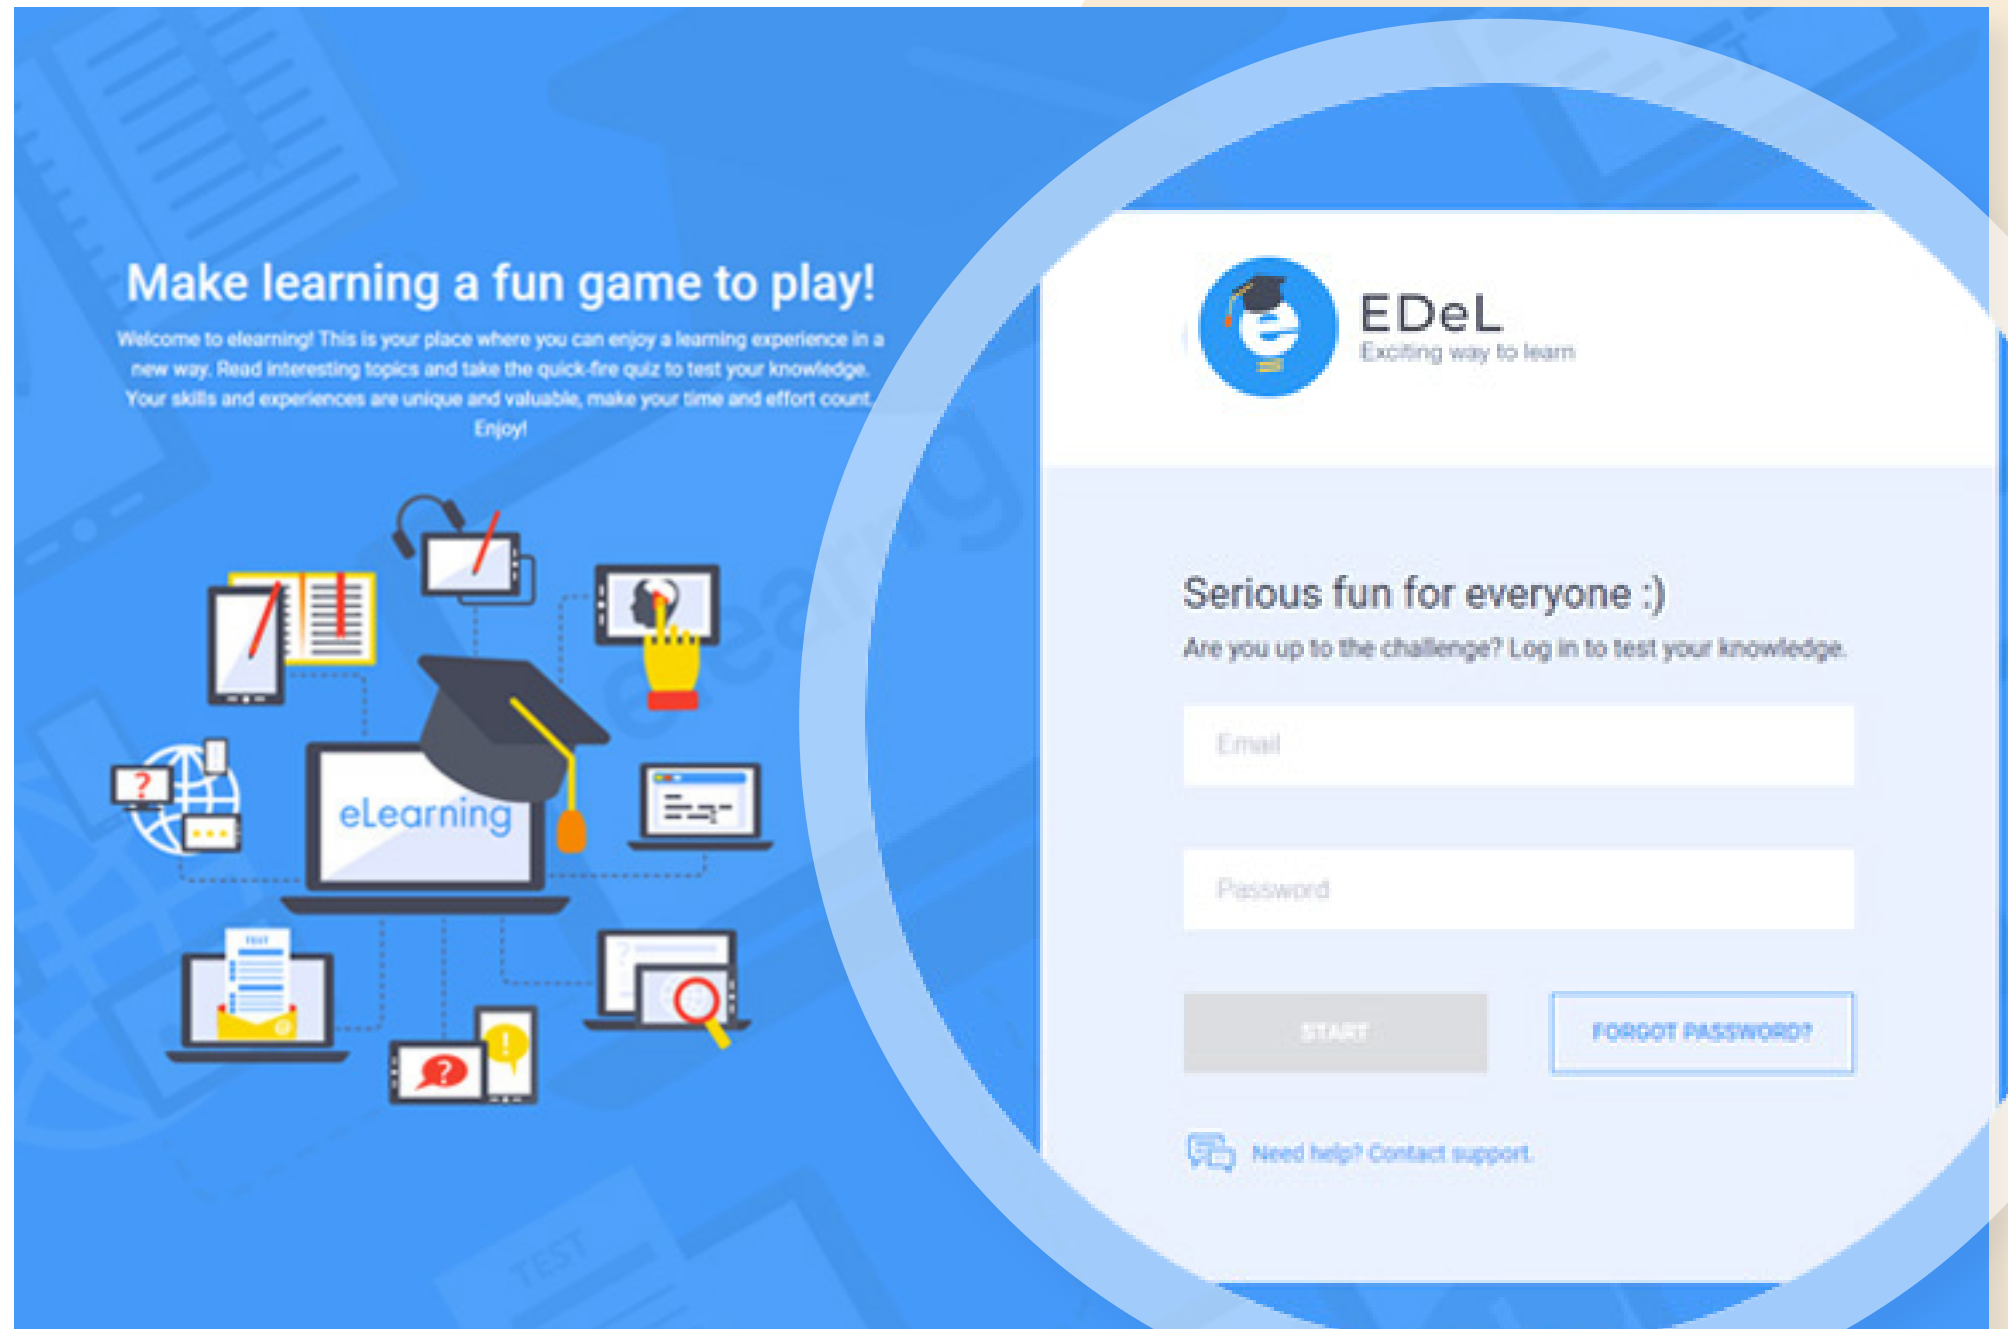 Make learning a fun game to play!
Welcome to elearning! This is your place where you can enjoy a learning experience in a
new way. Read interesting topics and take the quick-fire quiz to test your knowledge.
Your skills and experiences are unique and valuable, make your time and effort count.
Enjoy!
eLearning
?
TEST
?
!
?
TEST
TEST
elearning
e
EDeL
Exciting way to learn
Serious fun for everyone :)
Are you up to the challenge? Log in to test your knowledge.
Email
Password
START
FORGOT PASSWORD?
Need help? Contact support.